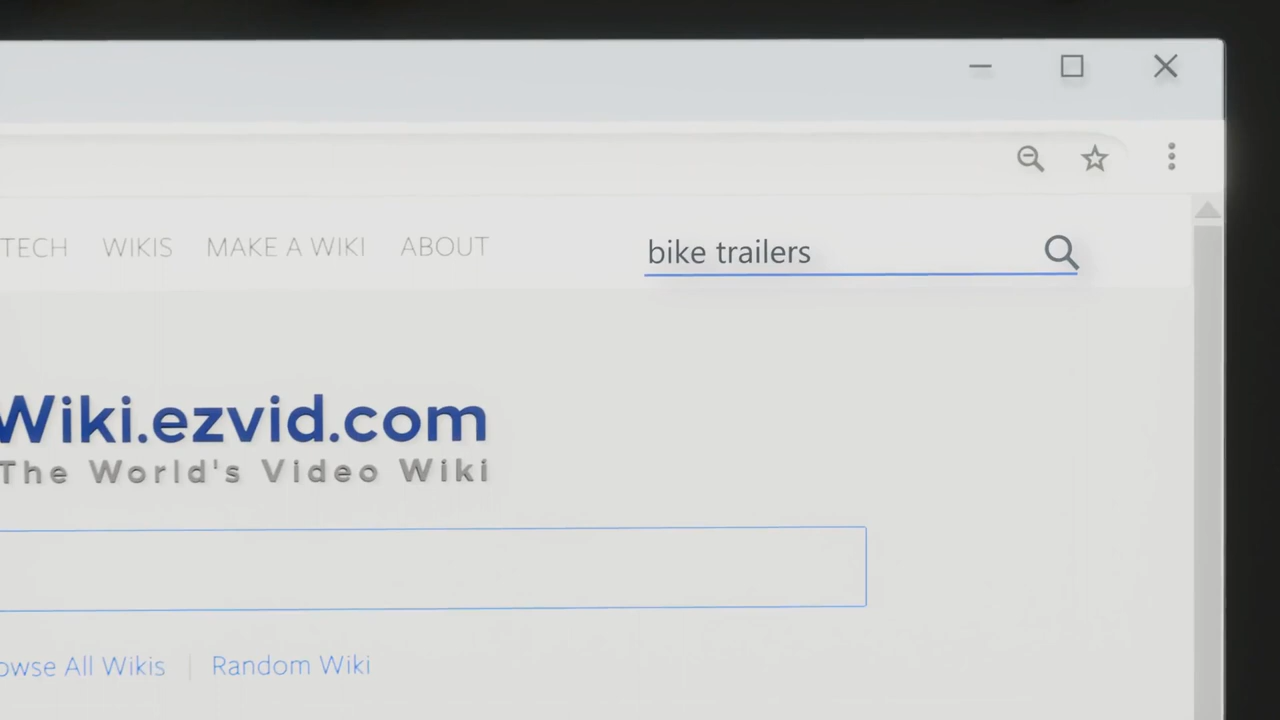 TECH WIKIS MAKE A WIKI ABOUT
bike trailers
Wiki.ezvid.com
The World's Video Wiki
owse All Wikis | Random Wiki